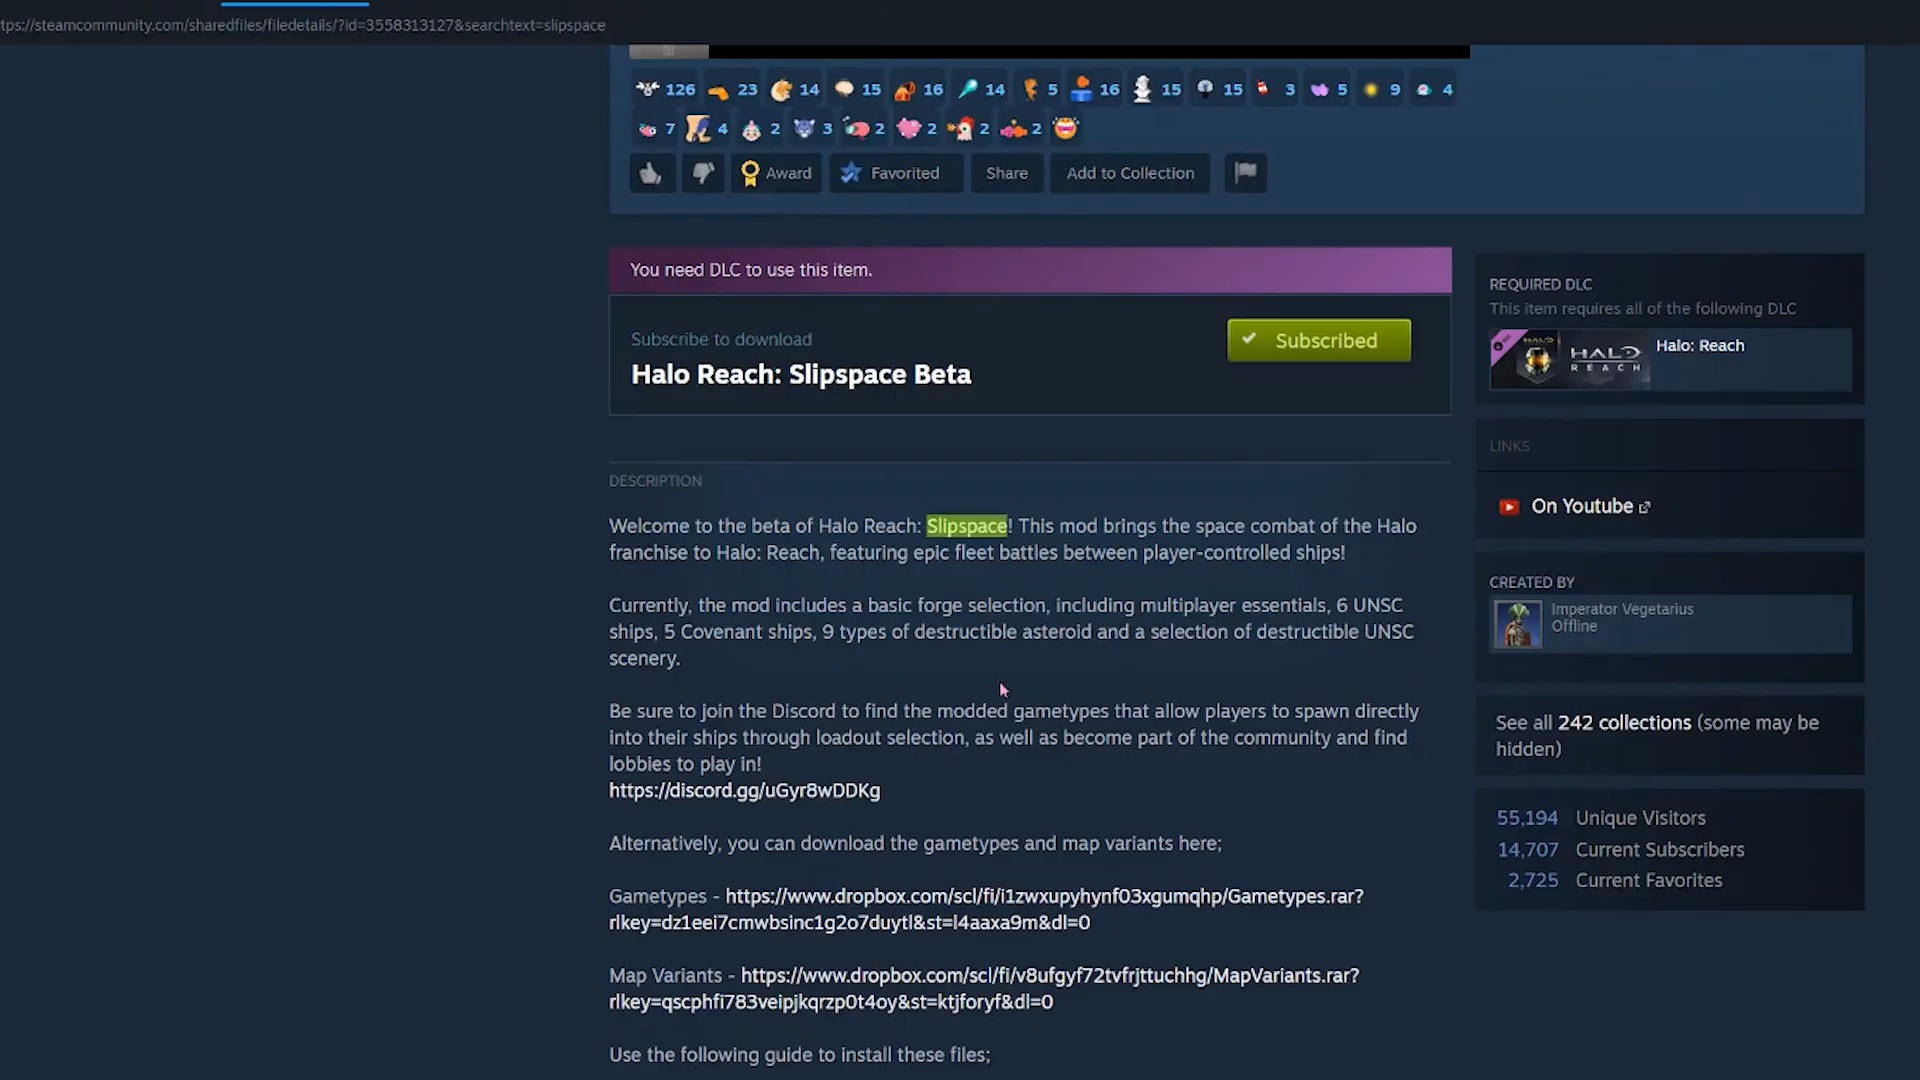 tps://steamcommunity.com/sharedfiles/filedetails/?id=3558313127&searchtext=slipspace
126 23 14 15 16 14 5 16 15 15 3 5 9 4
7 4 2 3 2 2 2 2
Award Favorited Share Add to Collection
You need DLC to use this item.
Subscribe to download
Subscribed
Halo Reach: Slipspace Beta
DESCRIPTION
Welcome to the beta of Halo Reach: Slipspace! This mod brings the space combat of the Halo
franchise to Halo: Reach, featuring epic fleet battles between player-controlled ships!
Currently, the mod includes a basic forge selection, including multiplayer essentials, 6 UNSC
ships, 5 Covenant ships, 9 types of destructible asteroid and a selection of destructible UNSC
scenery.
Be sure to join the Discord to find the modded gametypes that allow players to spawn directly
into their ships through loadout selection, as well as become part of the community and find
lobbies to play in!
https://discord.gg/uGyr8wDDKg
Alternatively, you can download the gametypes and map variants here;
Gametypes - https://www.dropbox.com/scl/fi/i1zwxupyhynf03xgumqhp/Gametypes.rar?
rlkey=dz1eei7cmwbsinc1g2o7duytl&st=l4aaxa9m&dl=0
Map Variants - https://www.dropbox.com/scl/fi/v8ufgyf72tvfrjttuchhg/MapVariants.rar?
rlkey=qscphfi783veipjkqrzp0t4oy&st=ktjforyf&dl=0
Use the following guide to install these files;
REQUIRED DLC
This item requires all of the following DLC
HALO
REACH
Halo: Reach
LINKS
On Youtube
CREATED BY
Imperator Vegetarius
Offline
See all 242 collections (some may be
hidden)
55,194 Unique Visitors
14,707 Current Subscribers
2,725 Current Favorites